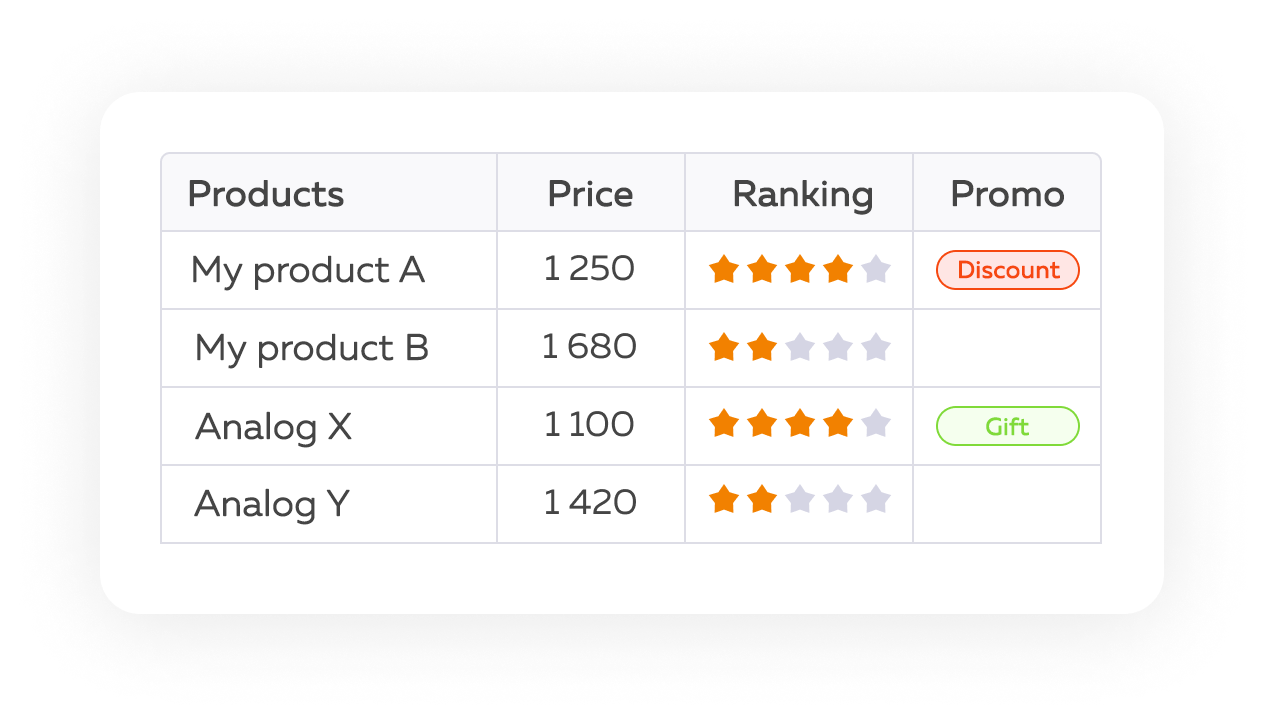 Products Price Ranking Promo
My product A 1 250 Discount
My product B 1 680
Analog X 1 100 Gift
Analog Y 1 420